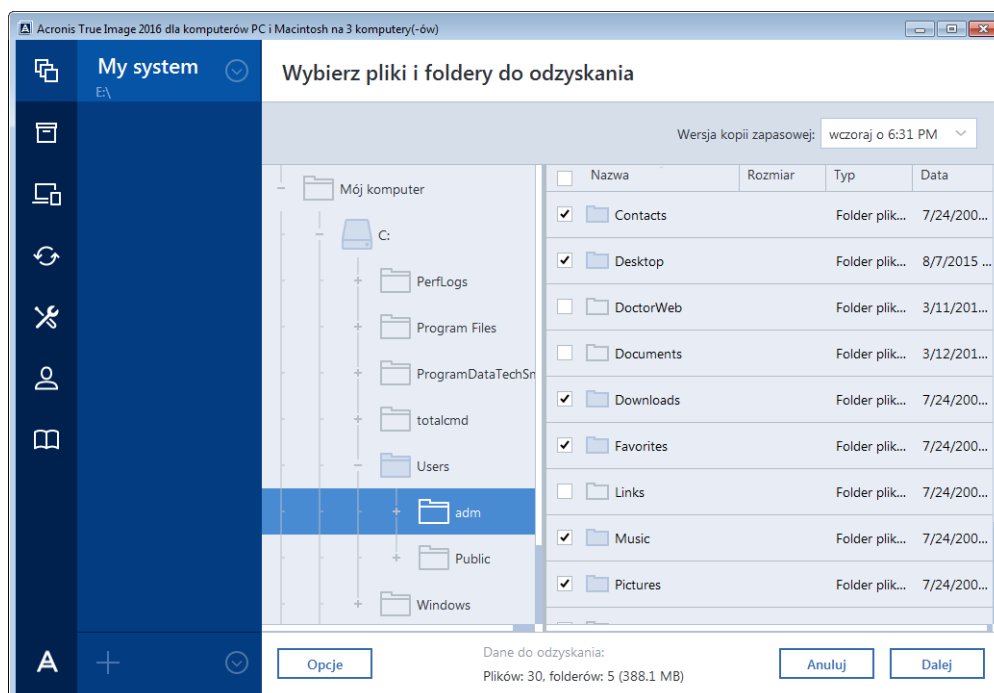 Acronis True Image 2016 dla komputerów PC i Macintosh na 3 komputery(-ów)
My system
E:\
Wybierz pliki i foldery do odzyskania
Wersja kopii zapasowej: wczoraj o 6:31 PM
Mój komputer
C:
PerfLogs
Program Files
ProgramDataTechSn
totalcmd
Users
adm
Public
Windows
Nazwa Rozmiar Typ Data
Contacts Folder plik... 7/24/200...
Desktop Folder plik... 8/7/2015 ...
DoctorWeb Folder plik... 3/11/201...
Documents Folder plik... 3/12/201...
Downloads Folder plik... 7/24/200...
Favorites Folder plik... 7/24/200...
Links Folder plik... 7/24/200...
Music Folder plik... 7/24/200...
Pictures Folder plik... 7/24/200...
Opcje
Dane do odzyskania:
Plików: 30, folderów: 5 (388.1 MB)
Anuluj
Dalej